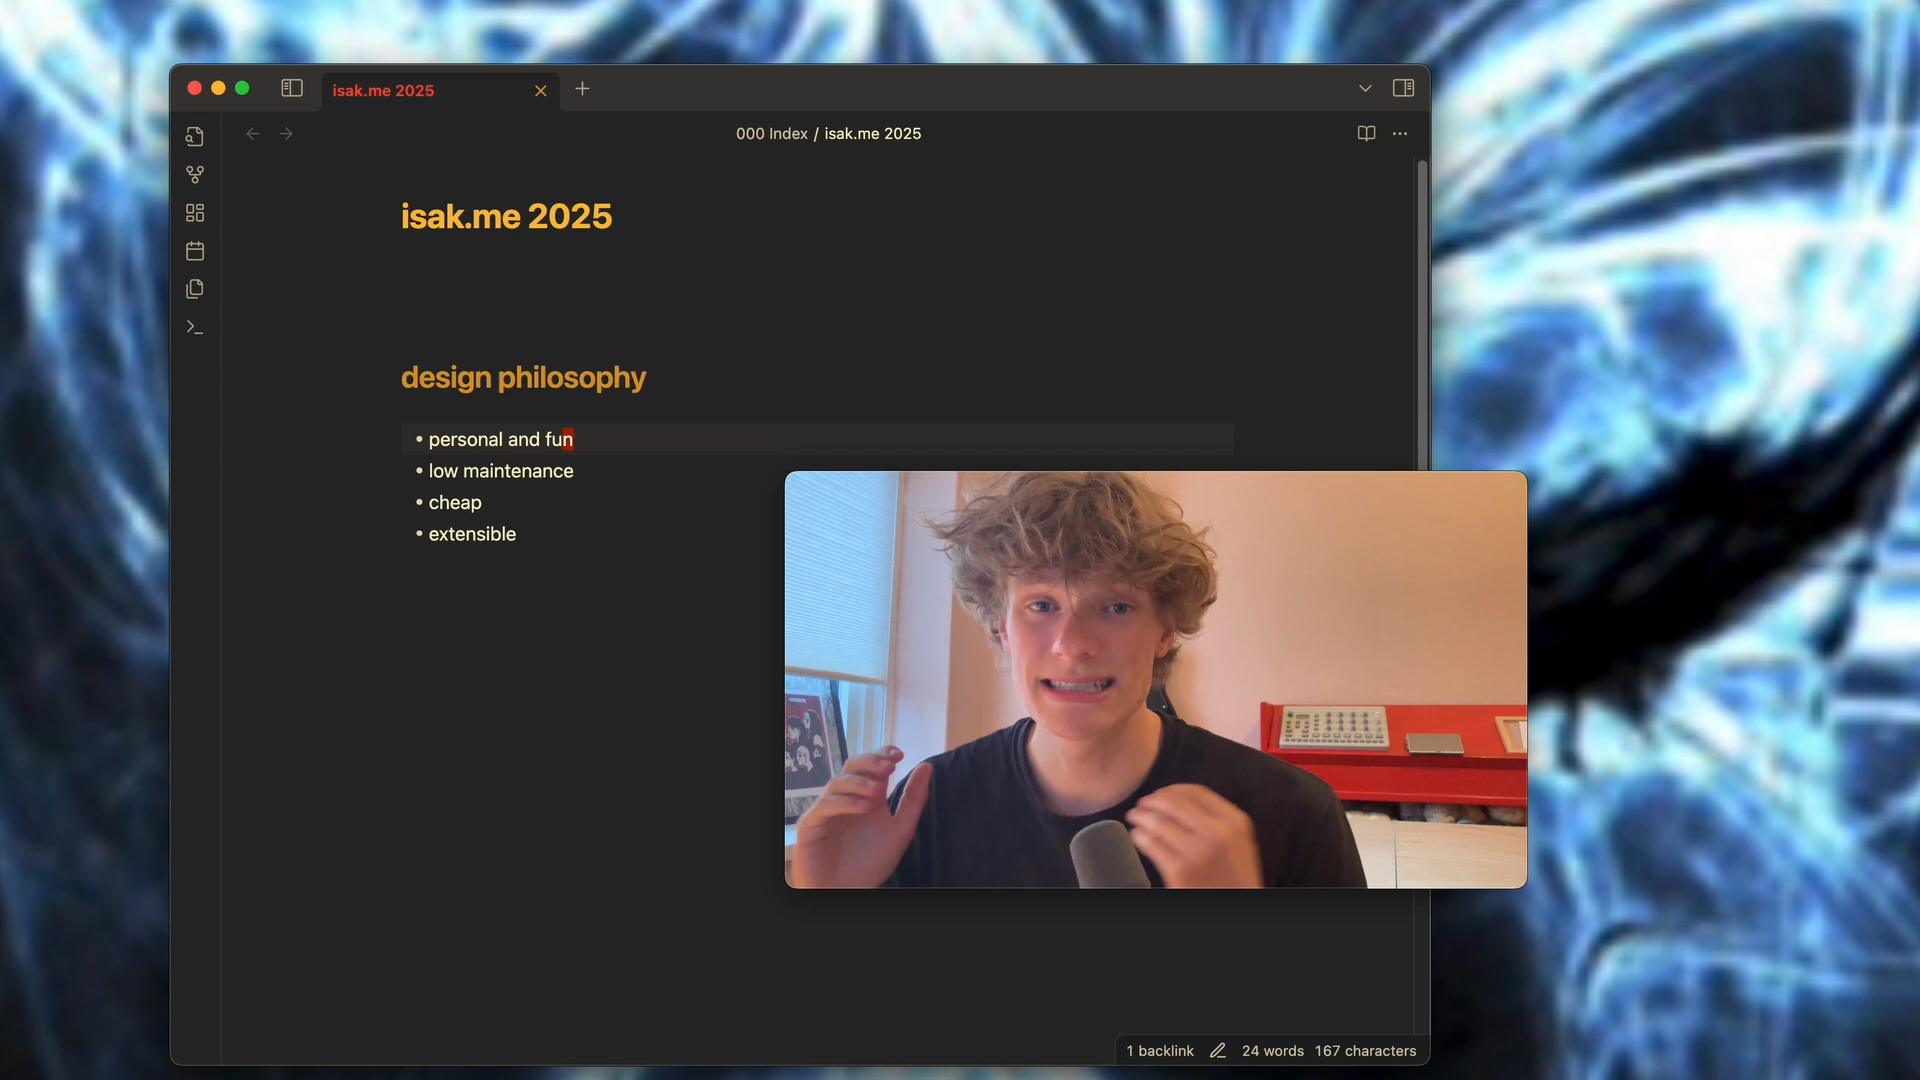 isak.me 2025
000 Index / isak.me 2025
isak.me 2025
design philosophy
• personal and fun
• low maintenance
• cheap
• extensible
1 backlink 24 words 167 characters